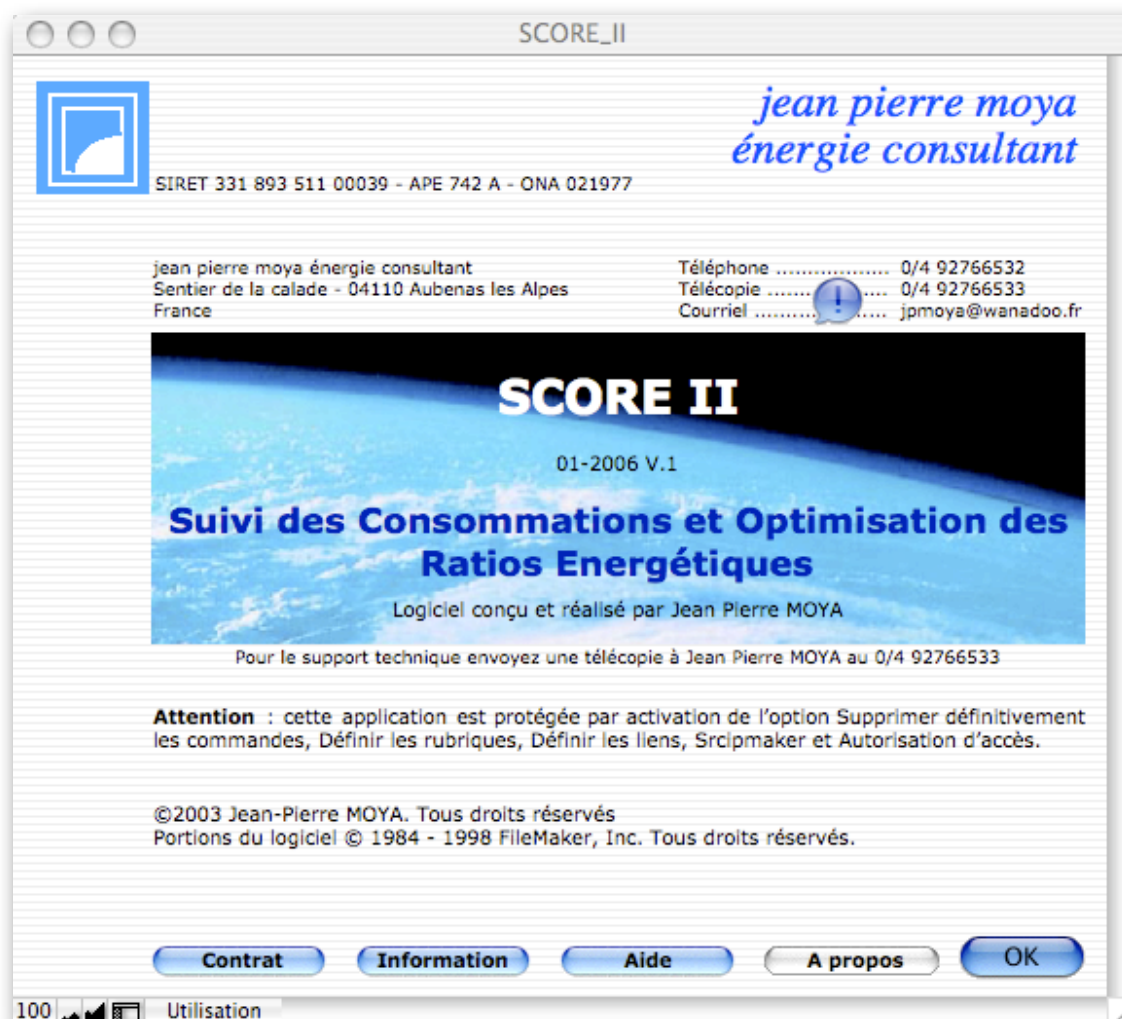 SCORE_II
jean pierre moya
énergie consultant
SIRET 331 893 511 00039 - APE 742 A - ONA 021977
jean pierre moya énergie consultant
Sentier de la calade - 04110 Aubenas les Alpes
France
Téléphone .................. 0/4 92766532
Télécopie ....... .... 0/4 92766533
Courriel .......... ..... jpmoya@wanadoo.fr
SCORE II
01-2006 V.1
Suivi des Consommations et Optimisation des
Ratios Energétiques
Logiciel conçu et réalisé par Jean Pierre MOYA
Pour le support technique envoyez une télécopie à Jean Pierre MOYA au 0/4 92766533
Attention : cette application est protégée par activation de l'option Supprimer définitivement
les commandes, Définir les rubriques, Définir les liens, Srcipmaker et Autorisation d'accès.
©2003 Jean-Pierre MOYA. Tous droits réservés
Portions du logiciel © 1984 - 1998 FileMaker, Inc. Tous droits réservés.
Contrat Information Aide A propos OK
100 Utilisation